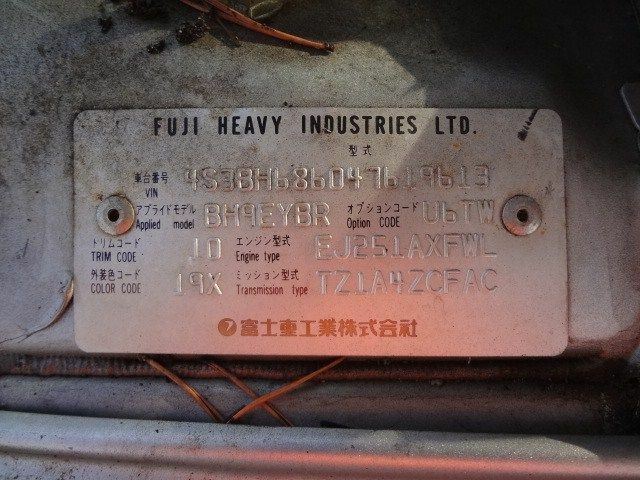 FUJI HEAVY INDUSTRIES LTD.
型式
車台番号 VIN 4S3BH686047619613
アプライドモデル Applied model BH9EYBR オプションコード Option CODE U6TW
トリムコード TRIM CODE 10 エンジン型式 Engine type EJ251AXFWL
外装色コード COLOR CODE 19X ミッション型式 Transmission type TZ1A4ZCFAC
富士重工業株式会社